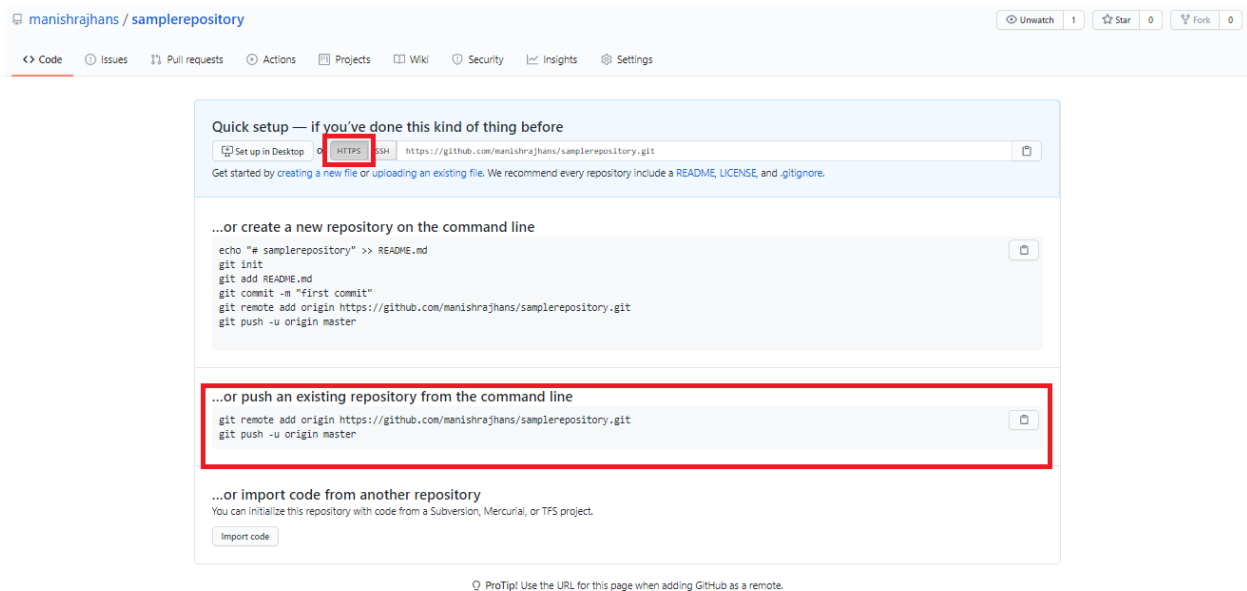 manishrajhans / samplerepository
Unwatch 1 Star 0 Fork 0
Code Issues Pull requests Actions Projects Wiki Security Insights Settings
Quick setup — if you've done this kind of thing before
Set up in Desktop HTTPS SSH https://github.com/manishrajhans/samplerepository.git
Get started by creating a new file or uploading an existing file. We recommend every repository include a README, LICENSE, and .gitignore.
...or create a new repository on the command line
echo "# samplerepository" >> README.md
git init
git add README.md
git commit -m "first commit"
git remote add origin https://github.com/manishrajhans/samplerepository.git
git push -u origin master
...or push an existing repository from the command line
git remote add origin https://github.com/manishrajhans/samplerepository.git
git push -u origin master
...or import code from another repository
You can initialize this repository with code from a Subversion, Mercurial, or TFS project.
Import code
ProTip! Use the URL for this page when adding GitHub as a remote.